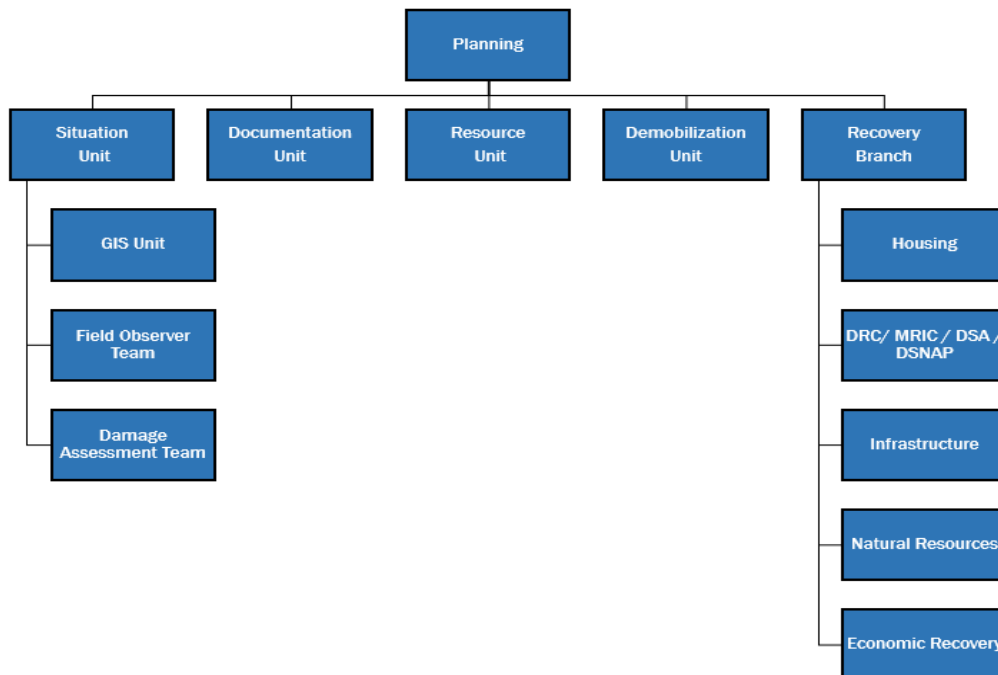 Planning
Situation
Unit
Documentation
Unit
Resource
Unit
Demobilization
Unit
Recovery
Branch
GIS Unit
Field Observer
Team
Damage
Assessment Team
Housing
DRC/ MRIC / DSA /
DSNAP
Infrastructure
Natural Resources
Economic Recovery